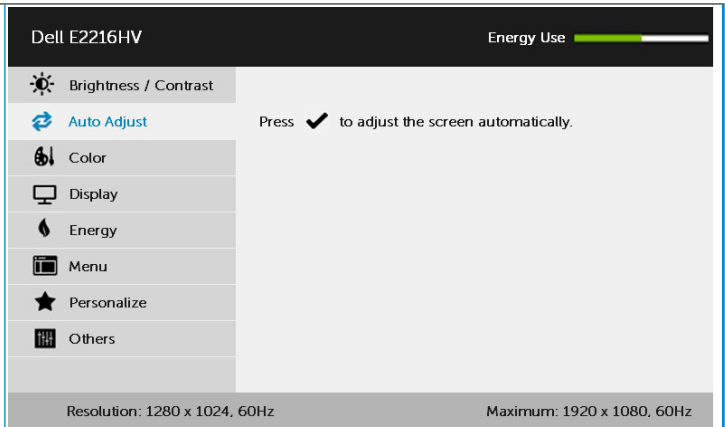 Dell E2216HV
Energy Use
Brightness / Contrast
Auto Adjust
Press ✔ to adjust the screen automatically.
Color
Display
Energy
Menu
Personalize
Others
Resolution: 1280 x 1024, 60Hz
Maximum: 1920 x 1080, 60Hz